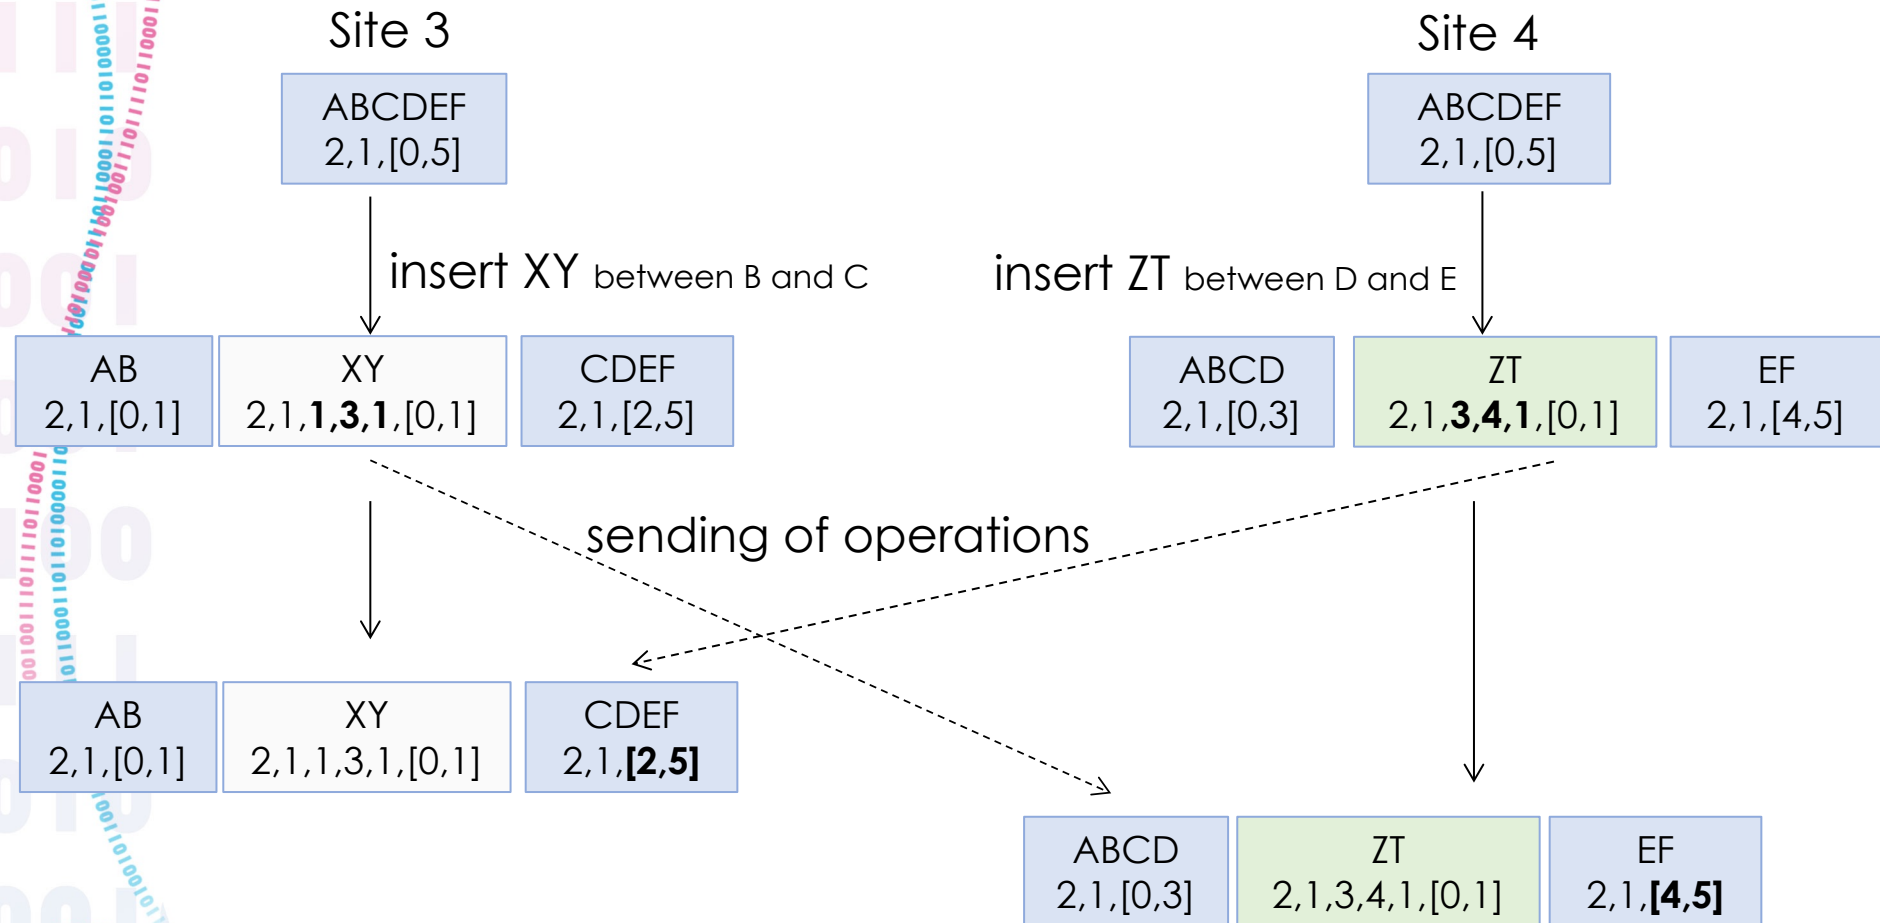 Site 3
Site 4
ABCDEF
2,1,[0,5]
ABCDEF
2,1,[0,5]
insert XY between B and C
insert ZT between D and E
AB
2,1,[0,1]
XY
2,1,1,3,1,[0,1]
CDEF
2,1,[2,5]
ABCD
2,1,[0,3]
ZT
2,1,3,4,1,[0,1]
EF
2,1,[4,5]
sending of operations
AB
2,1,[0,1]
XY
2,1,1,3,1,[0,1]
CDEF
2,1,[2,5]
ABCD
2,1,[0,3]
ZT
2,1,3,4,1,[0,1]
EF
2,1,[4,5]